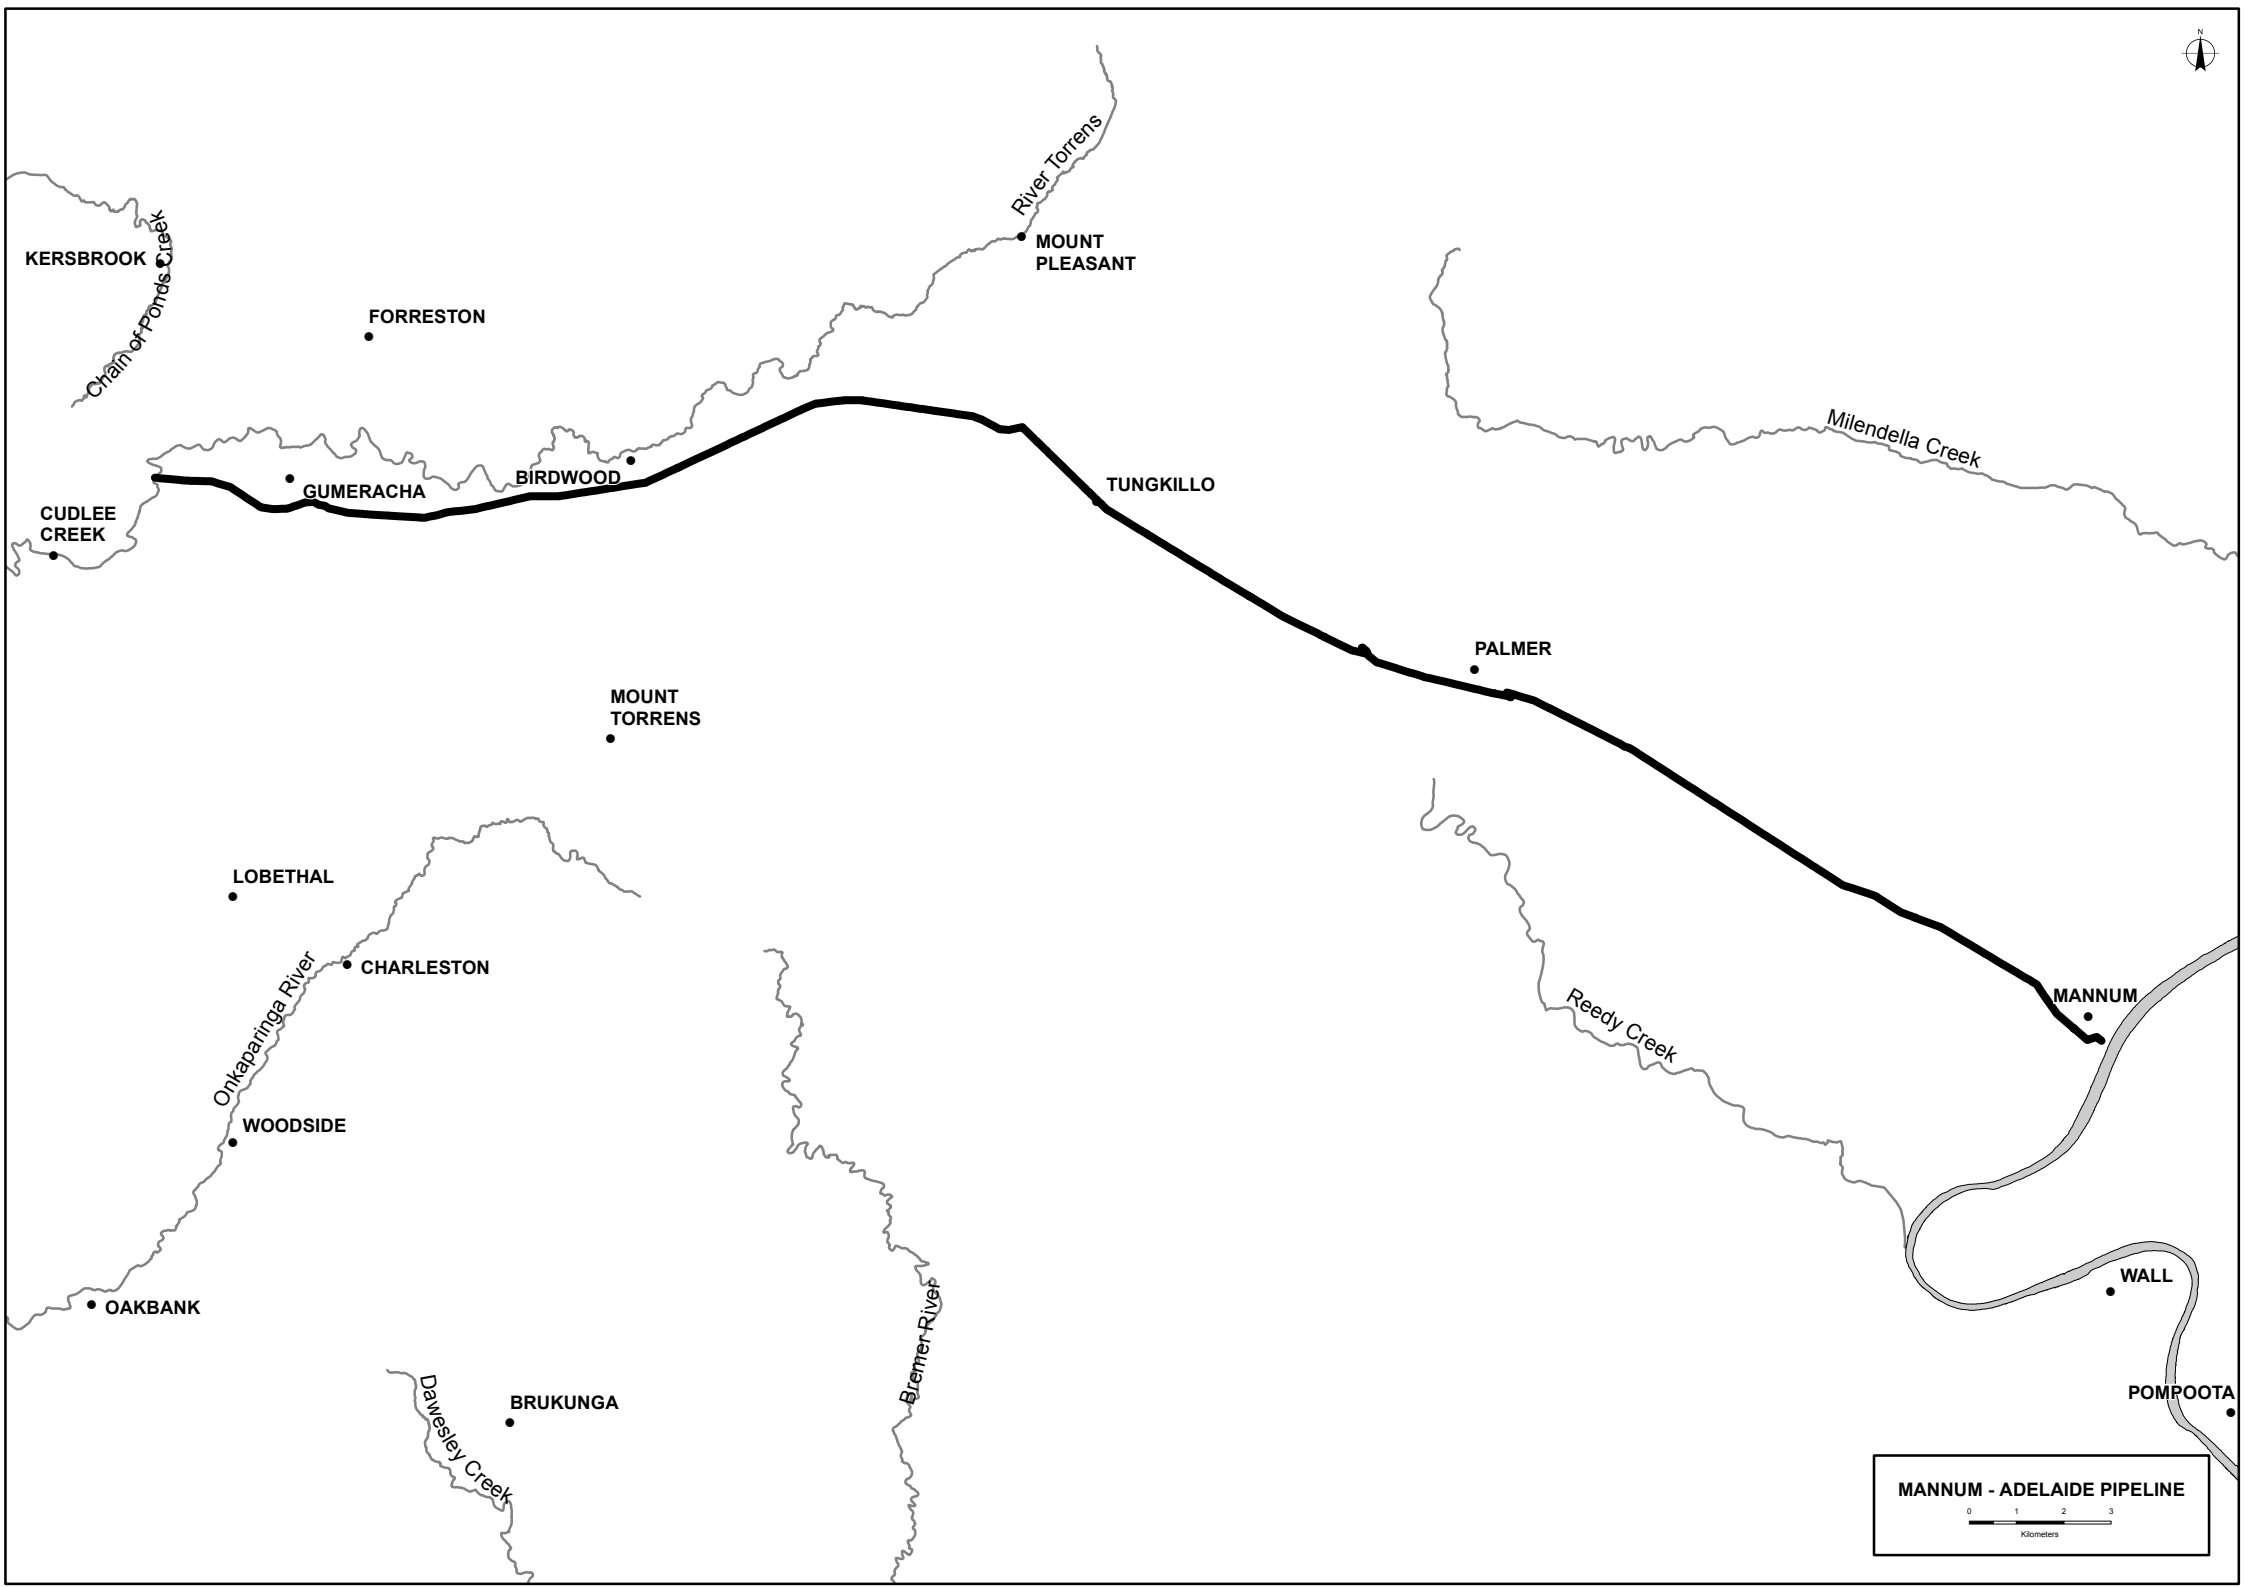 N
River Torrens
Chain of Ponds Creek
KERSBROOK
MOUNT
PLEASANT
FORRESTON
Milendella Creek
BIRDWOOD
GUMERACHA
TUNGKILLO
CUDLEE
CREEK
PALMER
MOUNT
TORRENS
LOBETHAL
CHARLESTON
Onkaparinga River
MANNUM
Reedy Creek
WOODSIDE
WALL
OAKBANK
Bremer River
Dawesley Creek
BRUKUNGA
POMPOOTA
MANNUM - ADELAIDE PIPELINE
0 1 2 3
Kilometers